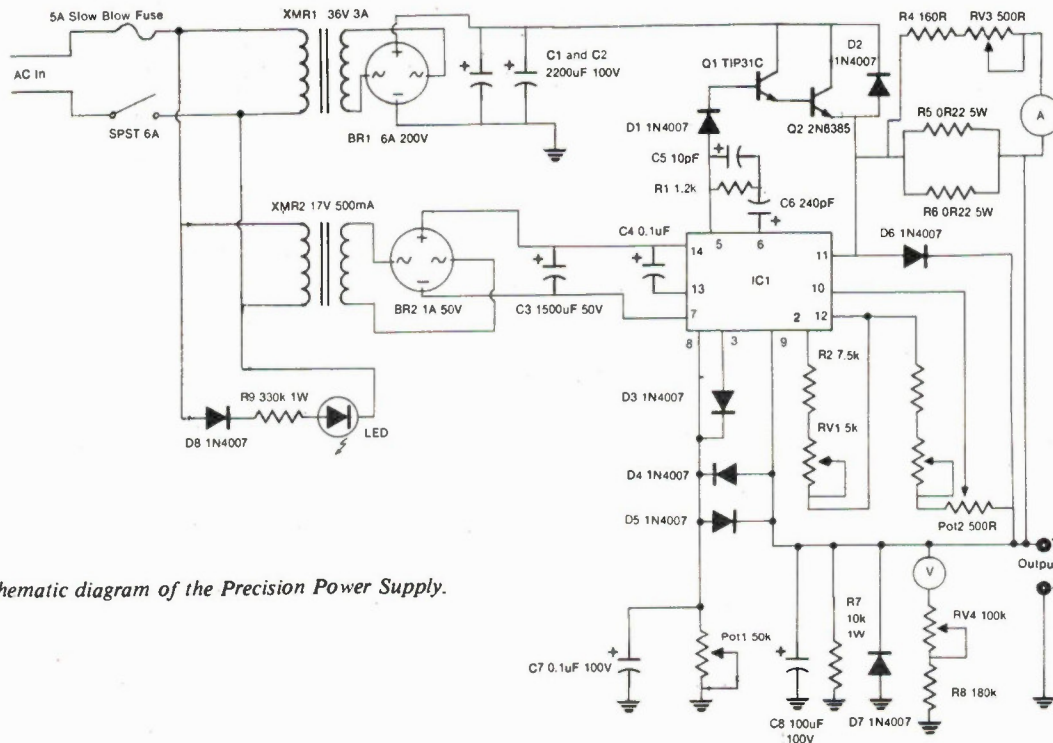 5A Slow Blow Fuse
AC In
SPST 6A
XMR1 36V 3A
BR1 6A 200V
C1 and C2
2200uF 100V
Q1 TIP31C
D2
1N4007
Q2 2N6385
R4 160R
RV3 500R
A
R5 0R22 5W
R6 0R22 5W
D1 1N4007
C5 10pF
R1 1.2k
C6 240pF
XMR2 17V 500mA
BR2 1A 50V
C3 1500uF 50V
C4 0.1uF
D6 1N4007
5
6
14
13
7
IC1
11
10
12
2
8
3
9
D8 1N4007
R9 330k 1W
LED
D3 1N4007
D4 1N4007
D5 1N4007
R2 7.5k
RV1 5k
Pot2 500R
Output
V
RV4 100k
R8 180k
R7
10k
1W
C7 0.1uF 100V
Pot1 50k
C8 100uF
100V
D7 1N4007
hematic diagram of the Precision Power Supply.